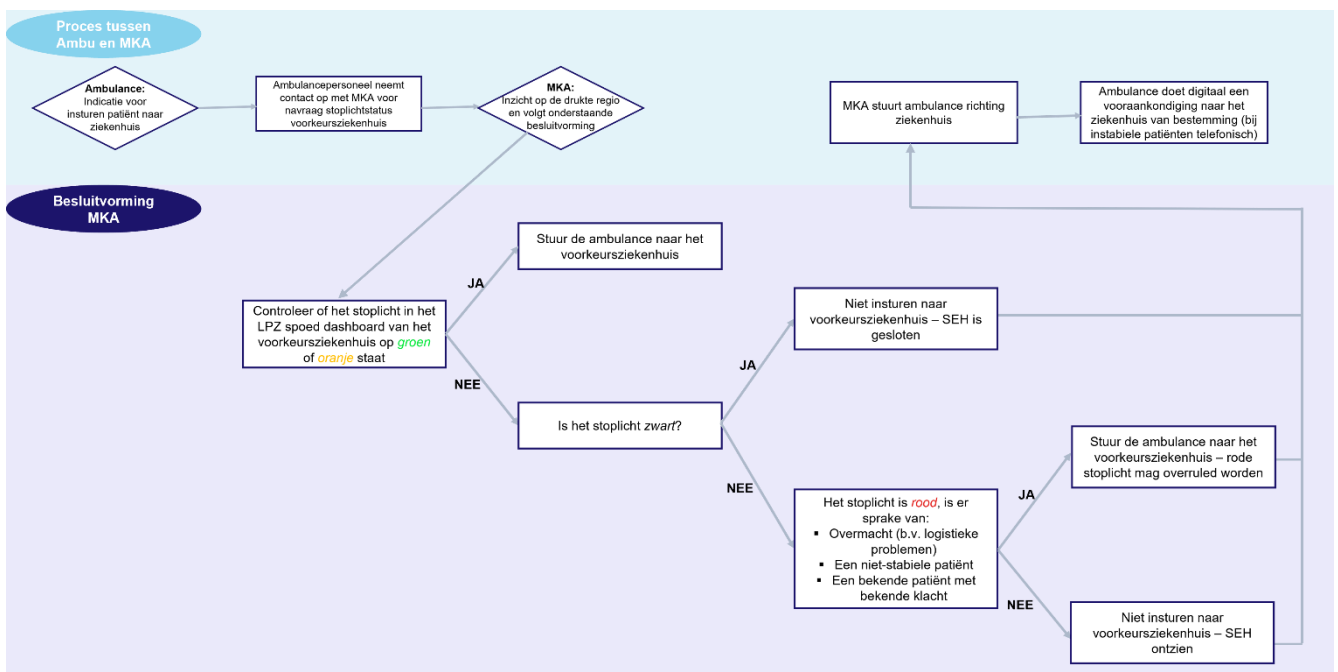 Proces tussen
Ambu en MKA
Ambulance:
Indicatie voor
insturen patiënt naar
ziekenhuis
Ambulancepersoneel neemt
contact op met MKA voor
navraag stoplichtstatus
voorkeursziekenhuis
MKA:
Inzicht op de drukte regio
en volgt onderstaande
besluitvorming
MKA stuurt ambulance richting
ziekenhuis
Ambulance doet digitaal een
vooraankondiging naar het
ziekenhuis van bestemming (bij
instabiele patiënten telefonisch)
Besluitvorming
MKA
Controleer of het stoplicht in het
LPZ spoed dashboard van het
voorkeursziekenhuis op groen
of oranje staat
JA
Stuur de ambulance naar het
voorkeursziekenhuis
NEE
Is het stoplicht zwart?
JA
Niet insturen naar
voorkeursziekenhuis – SEH is
gesloten
NEE
Het stoplicht is rood, is er
sprake van:
▪ Overmacht (b.v. logistieke
problemen)
▪ Een niet-stabiele patiënt
▪ Een bekende patiënt met
bekende klacht
JA
Stuur de ambulance naar het
voorkeursziekenhuis – rode
stoplicht mag overruled worden
NEE
Niet insturen naar
voorkeursziekenhuis – SEH
ontzien